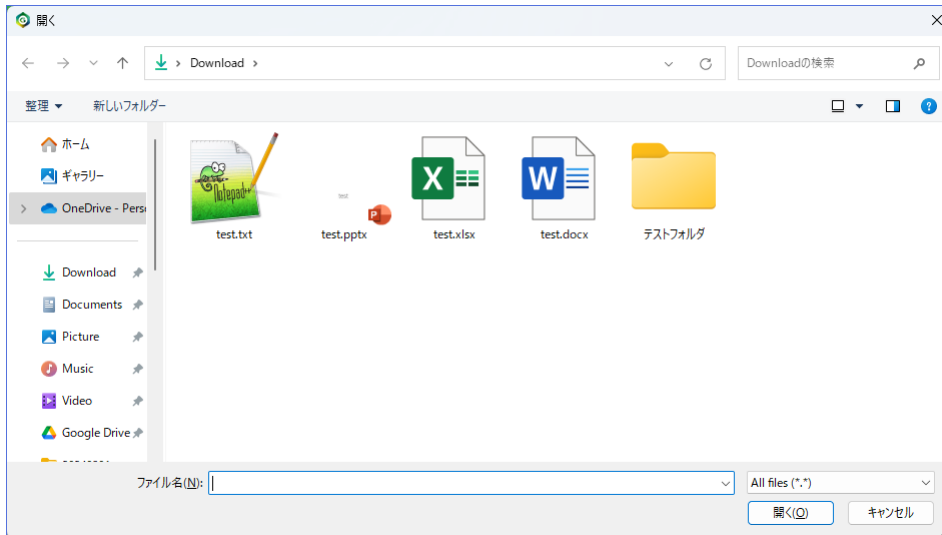 開く
Download
Downloadの検索
整理
新しいフォルダー
ホーム
ギャラリー
OneDrive - Pers
Download
Documents
Picture
Music
Video
Google Drive
Notepad++
test
test.txt
test.pptx
test.xlsx
test.docx
テストフォルダ
ファイル名(N):
All files (*.*)
開く(O)
キャンセル